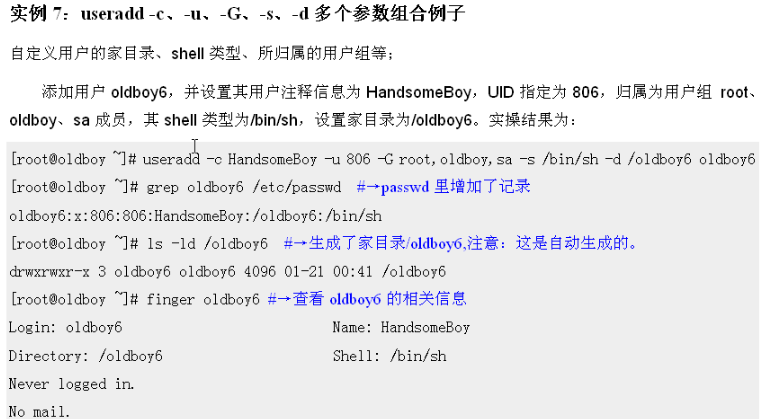 实例 7：useradd -c、-u、-G、-s、-d 多个参数组合例子
自定义用户的家目录、shell 类型、所归属的用户组等；
添加用户 oldboy6，并设置其用户注释信息为 HandsomeBoy，UID 指定为 806，归属为用户组 root、
oldboy、sa 成员，其 shell 类型为/bin/sh，设置家目录为/oldboy6。实操结果为：
[root@oldboy ~]# useradd -c HandsomeBoy -u 806 -G root,oldboy,sa -s /bin/sh -d /oldboy6 oldboy6
[root@oldboy ~]# grep oldboy6 /etc/passwd #→passwd 里增加了记录
oldboy6:x:806:806:HandsomeBoy:/oldboy6:/bin/sh
[root@oldboy ~]# ls -ld /oldboy6 #→生成了家目录/oldboy6,注意：这是自动生成的。
drwxrwxr-x 3 oldboy6 oldboy6 4096 01-21 00:41 /oldboy6
[root@oldboy ~]# finger oldboy6 #→查看 oldboy6 的相关信息
Login: oldboy6 Name: HandsomeBoy
Directory: /oldboy6 Shell: /bin/sh
Never logged in.
No mail.